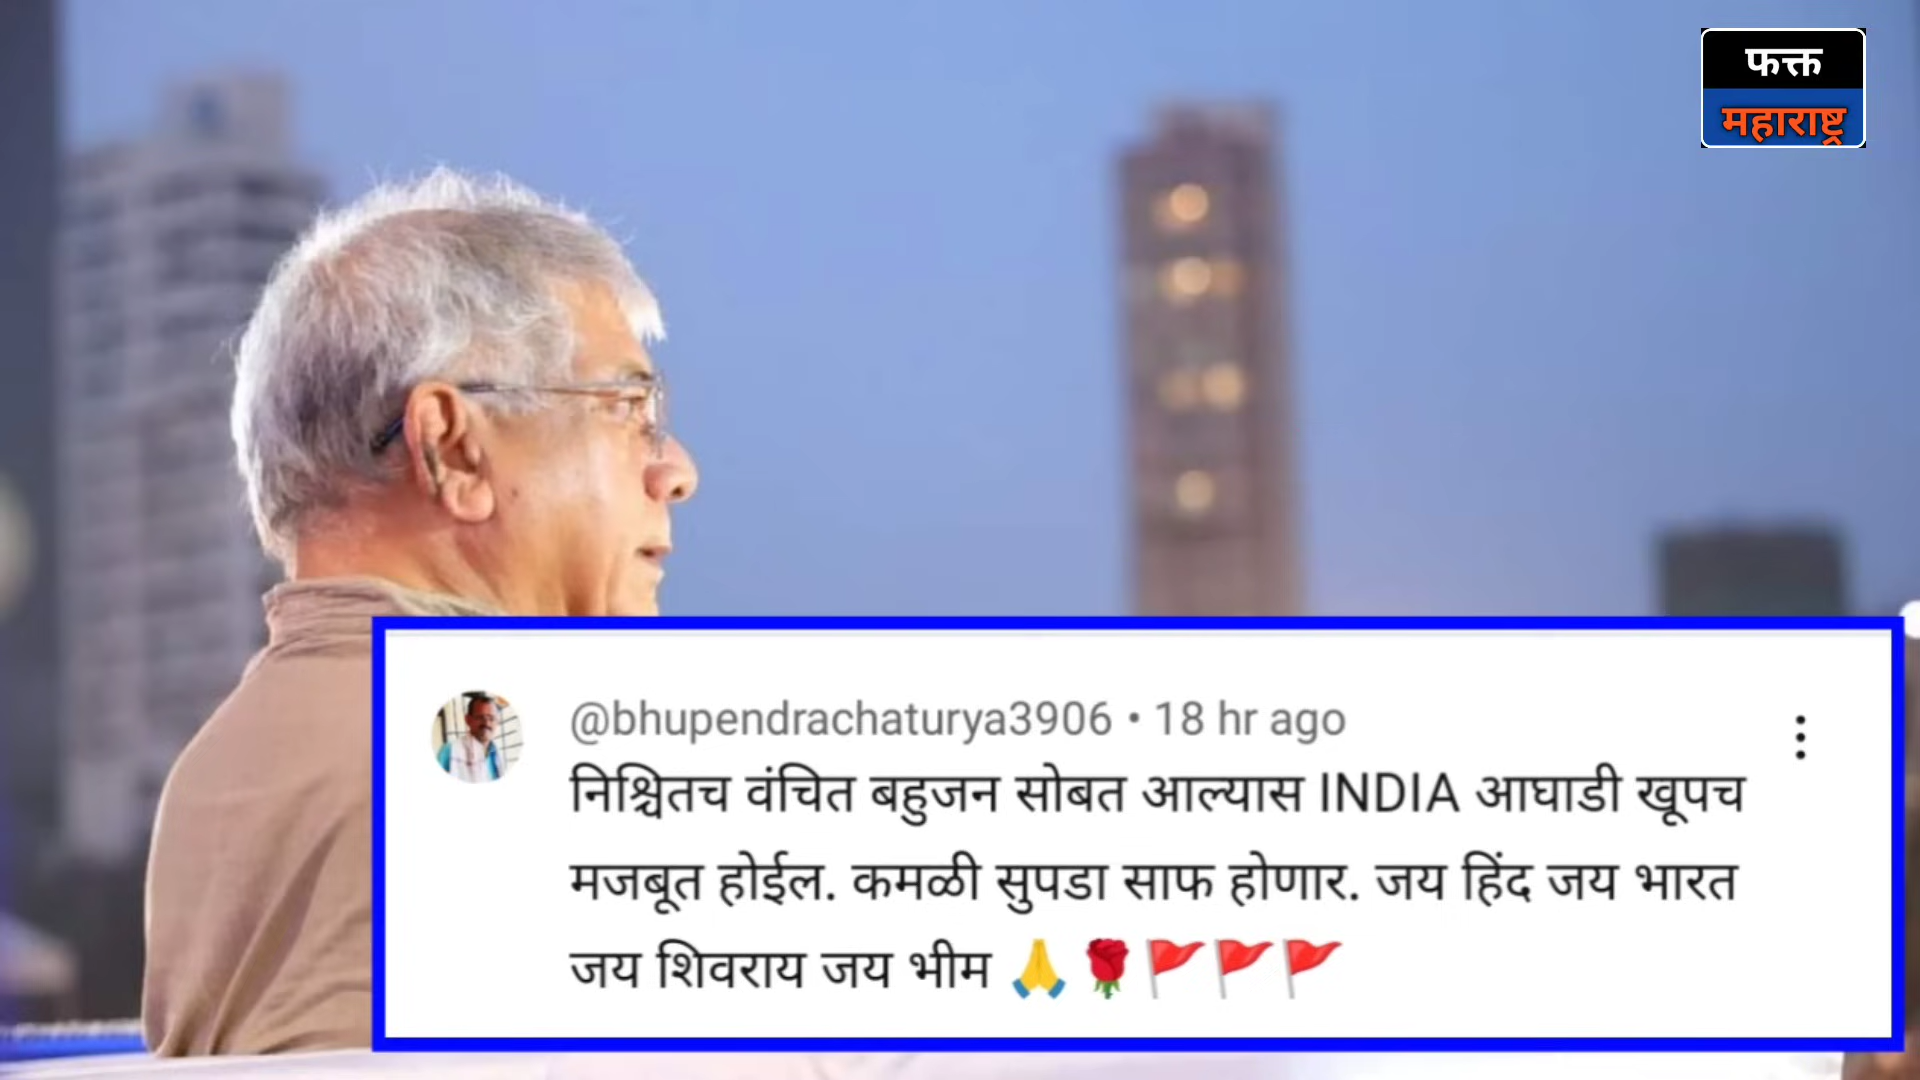 फक्त
महाराष्ट्र
@bhupendrachaturya3906 • 18 hr ago
निश्चितच वंचित बहुजन सोबत आल्यास INDIA आघाडी खूपच
मजबूत होईल. कमळी सुपडा साफ होणार. जय हिंद जय भारत
जय शिवराय जय भीम 🙏🌹🚩🚩🚩